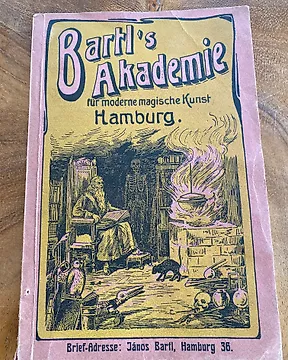 Bartl's
Akademie
für moderne magische Kunst
Hamburg.
Brief-Adresse: János Bartl, Hamburg 36.